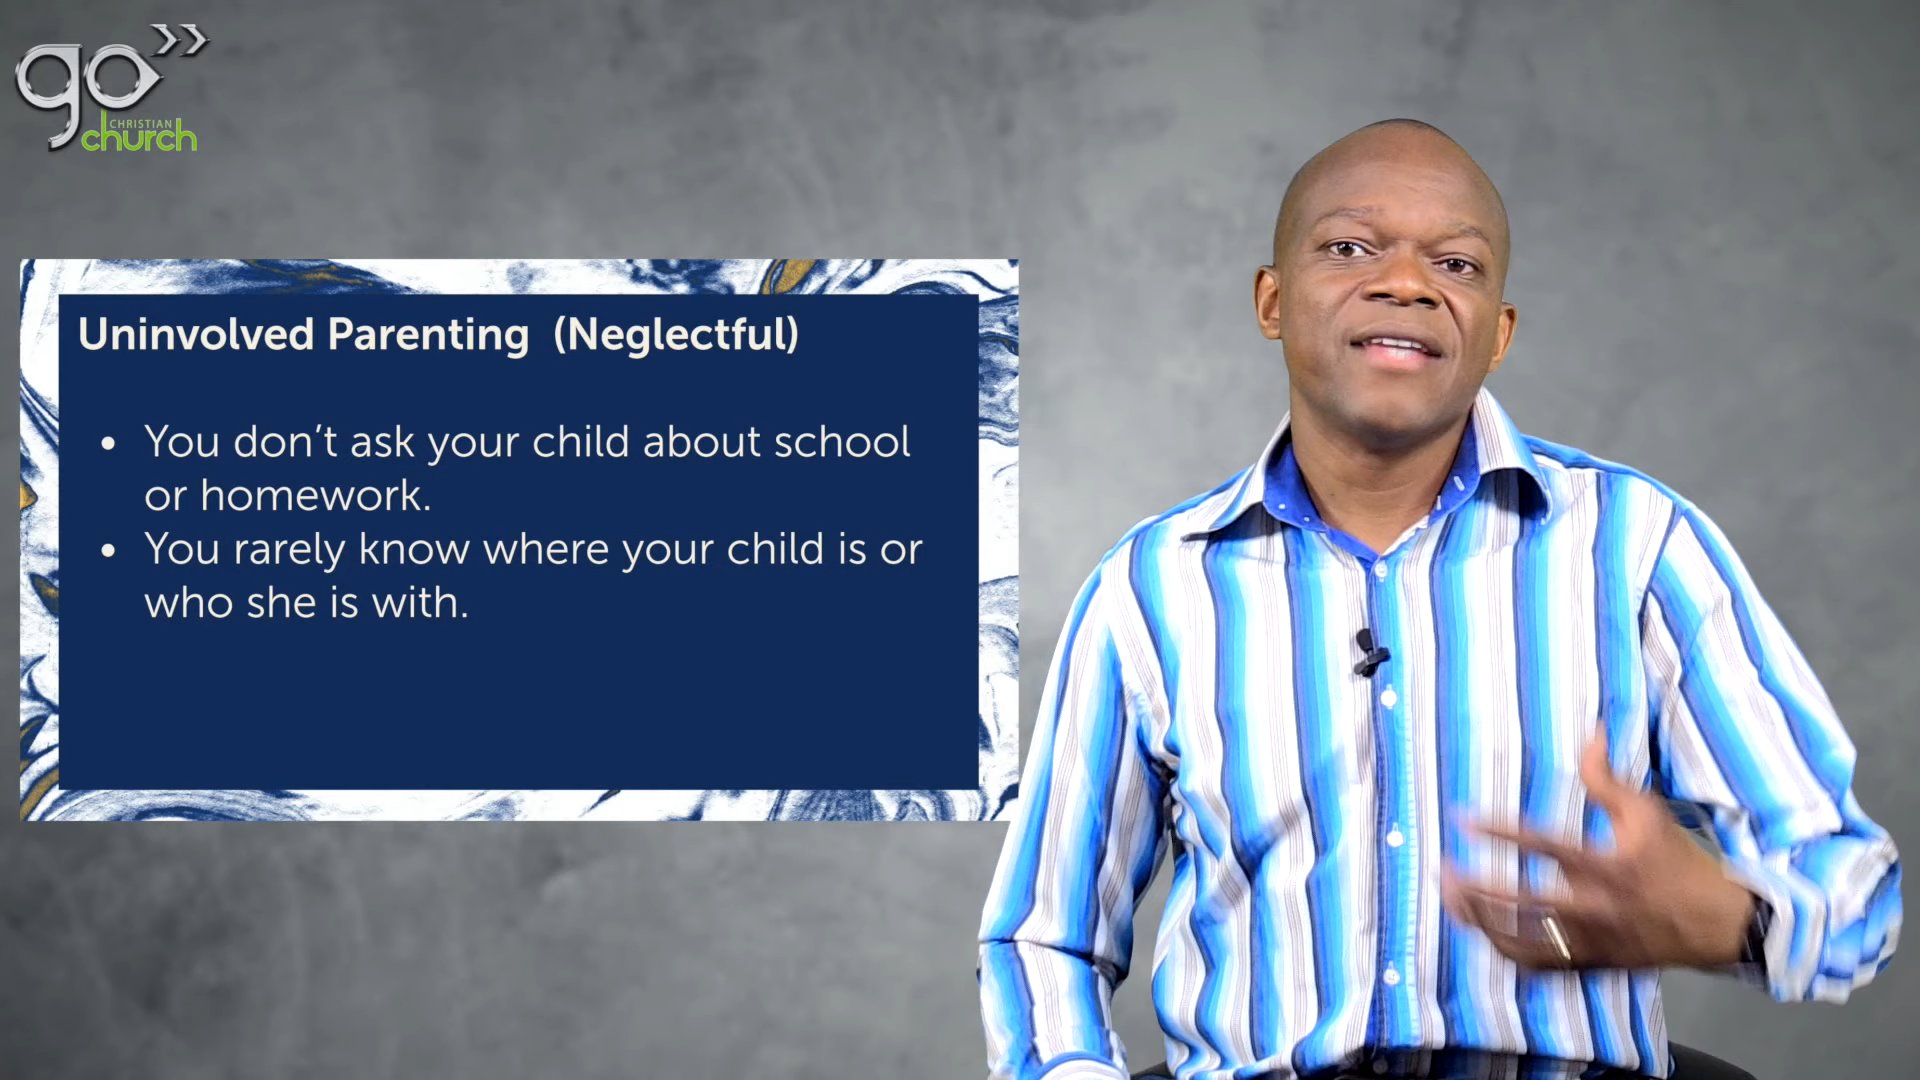 go
CHRISTIAN
church
Uninvolved Parenting (Neglectful)
• You don’t ask your child about school
or homework.
• You rarely know where your child is or
who she is with.